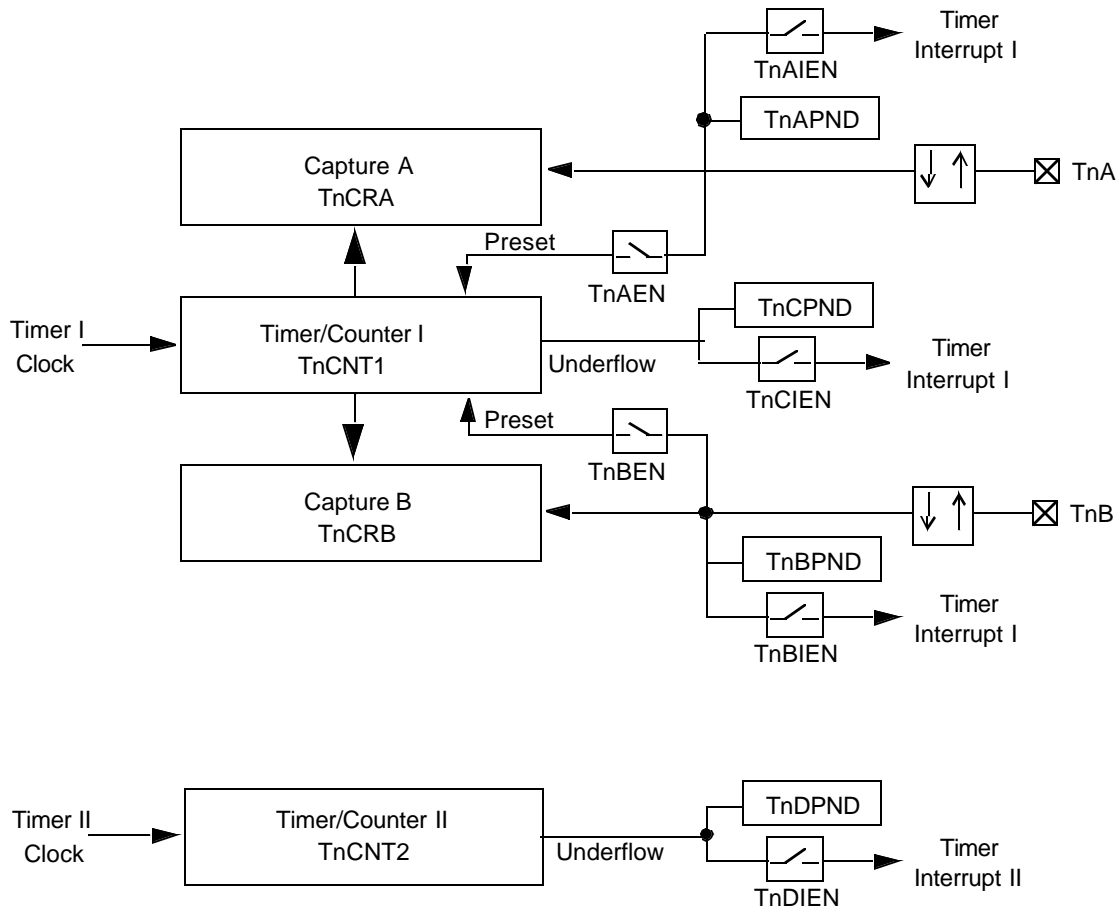 Timer
Interrupt I
TnAIEN
TnAPND
Capture A
TnCRA
TnA
Preset
TnAEN
TnCPND
Timer I
Clock
Timer/Counter I
TnCNT1
Underflow
Timer
Interrupt I
TnCIEN
Preset
TnBEN
Capture B
TnCRB
TnB
TnBPND
Timer
Interrupt I
TnBIEN
TnDPND
Timer II
Clock
Timer/Counter II
TnCNT2
Underflow
Timer
Interrupt II
TnDIEN